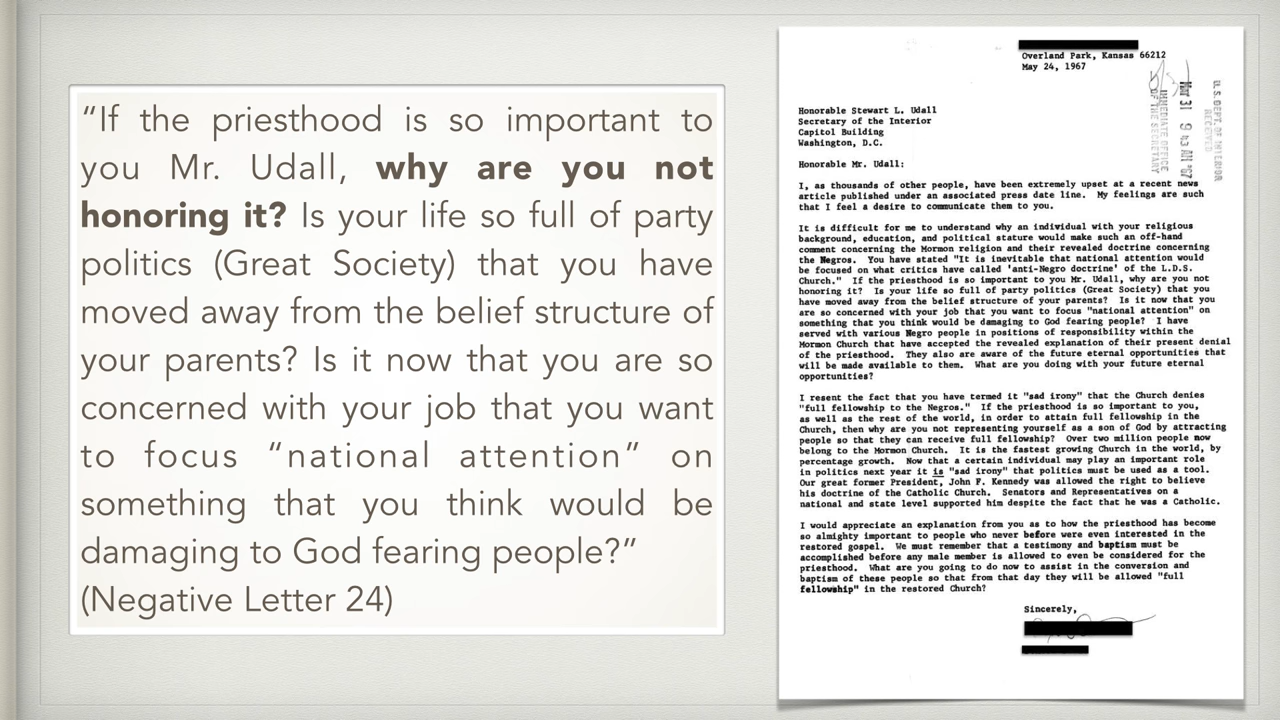 “If the priesthood is so important to
you Mr. Udall, why are you not
honoring it? Is your life so full of party
politics (Great Society) that you have
moved away from the belief structure of
your parents? Is it now that you are so
concerned with your job that you want
to focus “national attention” on
something that you think would be
damaging to God fearing people?”
(Negative Letter 24)
Overland Park, Kansas 66212
May 24, 1967
U.S. DEPT. OF INTERIOR
RECEIVED
Mar 31 9 43 AM '67
IMMEDIATE OFFICE
OF THE SECRETARY
Honorable Stewart L. Udall
Secretary of the Interior
Capitol Building
Washington, D.C.
Honorable Mr. Udall:
I, as thousands of other people, have been extremely upset at a recent news
article published under an associated press date line. My feelings are such
that I feel a desire to communicate them to you.
It is difficult for me to understand why an individual with your religious
background, education, and political stature would make such an off-hand
comment concerning the Mormon religion and their revealed doctrine concerning
the Negros. You have stated "It is inevitable that national attention would
be focused on what critics have called 'anti-Negro doctrine' of the L.D.S.
Church." If the priesthood is so important to you Mr. Udall, why are you not
honoring it? Is your life so full of party politics (Great Society) that you
have moved away from the belief structure of your parents? Is it now that you
are so concerned with your job that you want to focus "national attention" on
something that you think would be damaging to God fearing people? I have
served with various Negro people in positions of responsibility within the
Mormon Church that have accepted the revealed explanation of their present denial
of the priesthood. They also are aware of the future eternal opportunities that
will be made available to them. What are you doing with your future eternal
opportunities?
I resent the fact that you have termed it "sad irony" that the Church denies
"full fellowship to the Negros." If the priesthood is so important to you,
as well as the rest of the world, in order to attain full fellowship in the
Church, then why are you not representing yourself as a son of God by attracting
people so that they can receive full fellowship? Over two million people now
belong to the Mormon Church. It is the fastest growing Church in the world, by
percentage growth. Now that a certain individual may play an important role
in politics next year it is "sad irony" that politics must be used as a tool.
Our great former President, John F. Kennedy was allowed the right to believe
his doctrine of the Catholic Church. Senators and Representatives on a
national and state level supported him despite the fact that he was a Catholic.
I would appreciate an explanation from you as to how the priesthood has become
so almighty important to people who never before were even interested in the
restored gospel. We must remember that a testimony and baptism must be
accomplished before any male member is allowed to even be considered for the
priesthood. What are you going to do now to assist in the conversion and
baptism of these people so that from that day they will be allowed "full
fellowship" in the restored Church?
Sincerely,